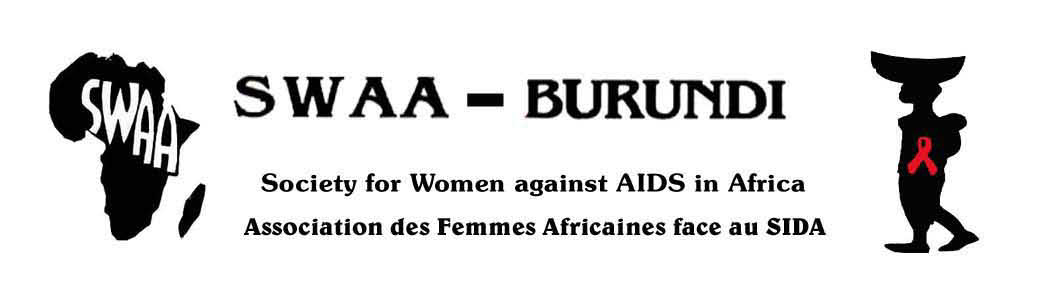 SWAA
SWAA - BURUNDI
Society for Women against AIDS in Africa
Association des Femmes Africaines face au SIDA